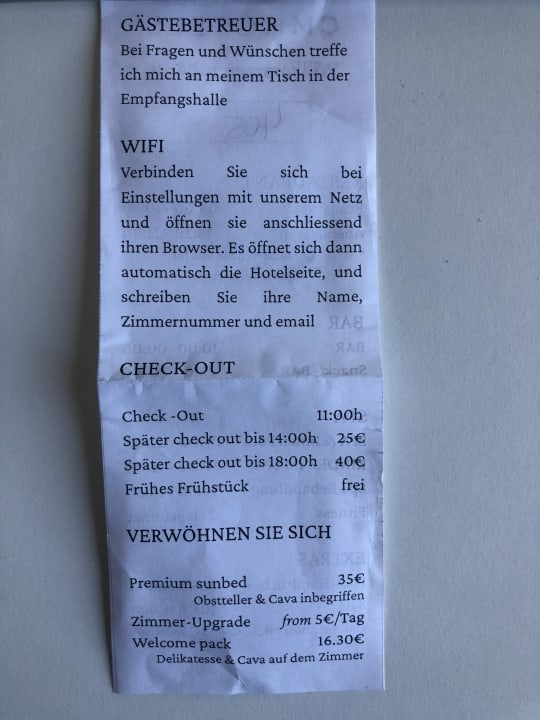 GÄSTEBETREUER
Bei Fragen und Wünschen treffe
ich mich an meinem Tisch in der
Empfangshalle
WIFI
Verbinden Sie sich bei
Einstellungen mit unserem Netz
und öffnen sie anschliessend
ihren Browser. Es öffnet sich dann
automatisch die Hotelseite, und
schreiben Sie ihre Name,
Zimmernummer und email
CHECK-OUT
Check -Out 11:00h
Später check out bis 14:00h 25€
Später check out bis 18:00h 40€
Frühes Frühstück frei
VERWÖHNEN SIE SICH
Premium sunbed 35€
Obstteller & Cava inbegriffen
Zimmer-Upgrade from 5€/Tag
Welcome pack 16.30€
Delikatesse & Cava auf dem Zimmer